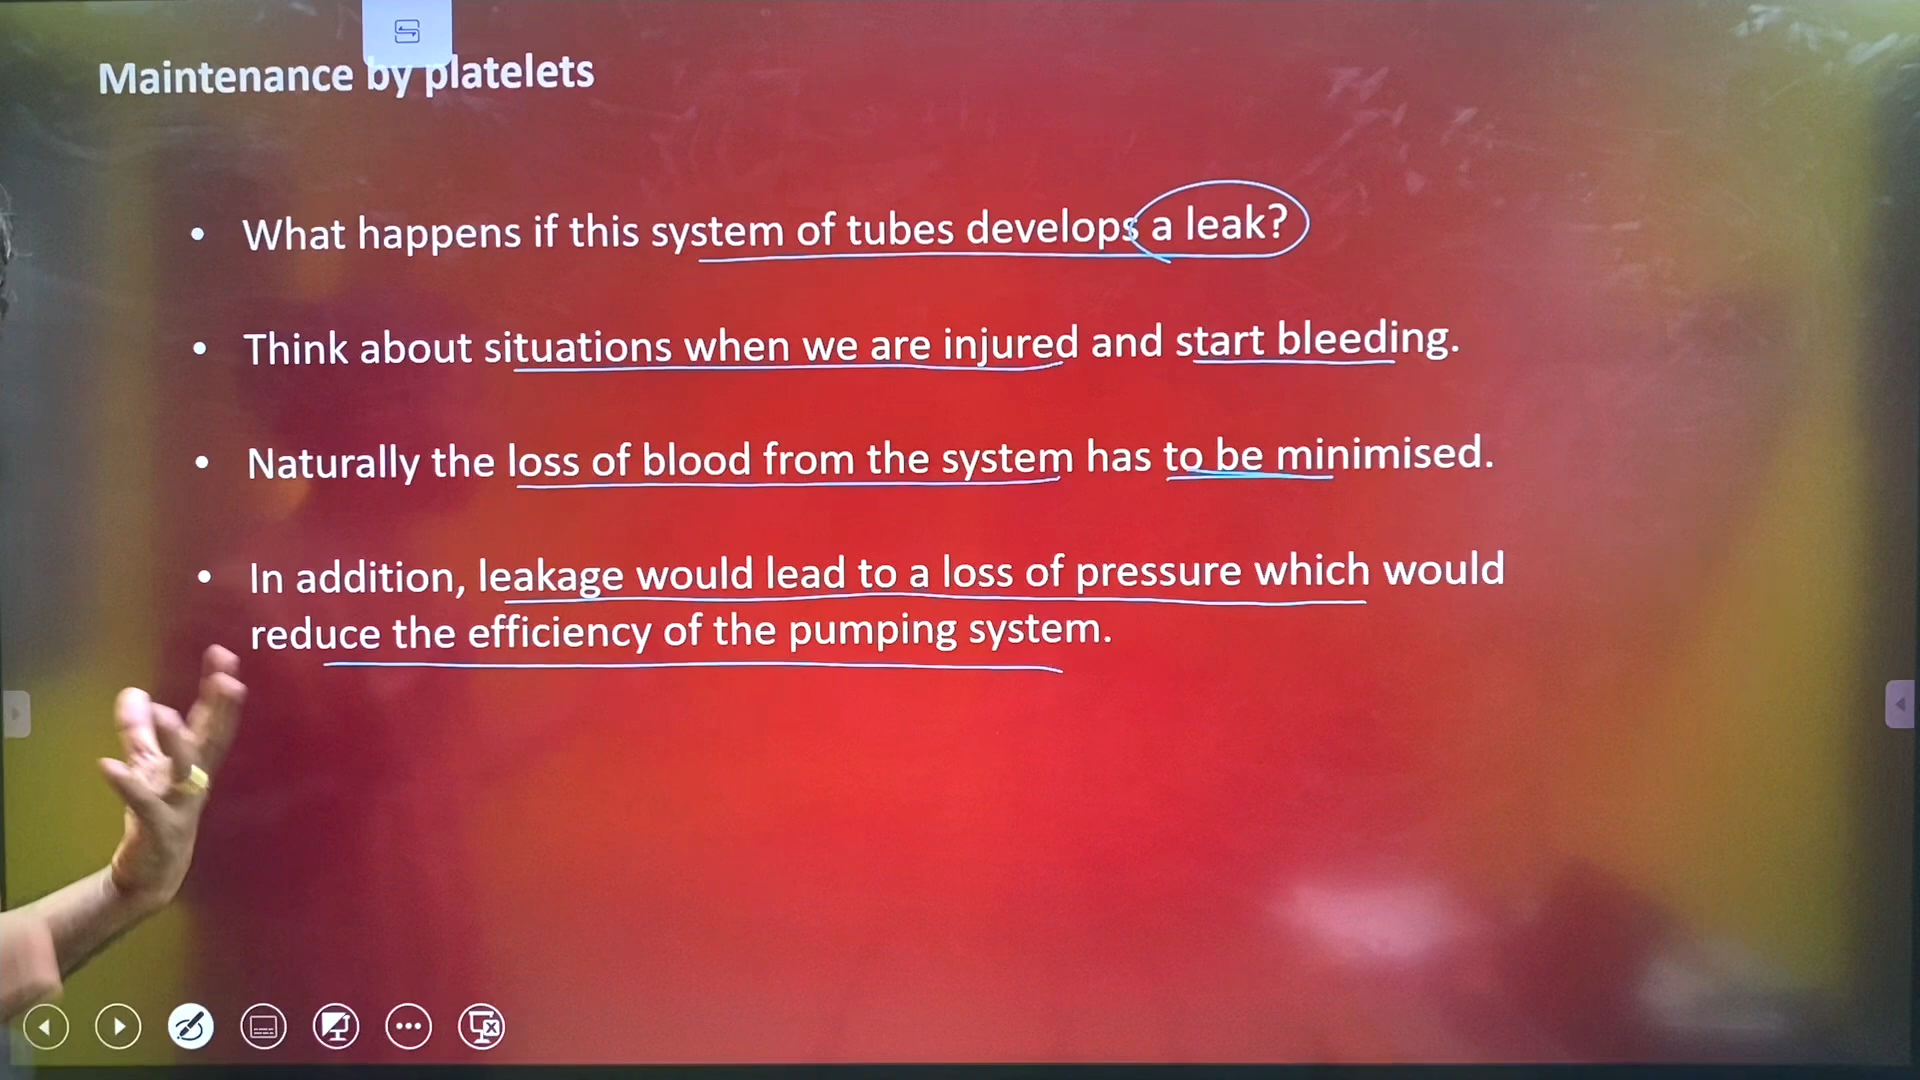 Maintenance by platelets
• What happens if this system of tubes develops a leak?
• Think about situations when we are injured and start bleeding.
• Naturally the loss of blood from the system has to be minimised.
• In addition, leakage would lead to a loss of pressure which would
reduce the efficiency of the pumping system.